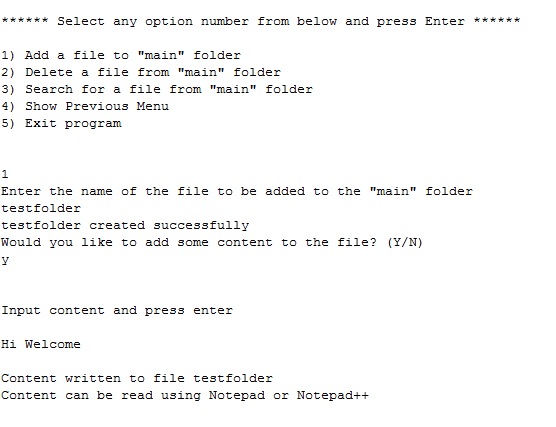 ****** Select any option number from below and press Enter ******
1) Add a file to "main" folder
2) Delete a file from "main" folder
3) Search for a file from "main" folder
4) Show Previous Menu
5) Exit program
1
Enter the name of the file to be added to the "main" folder
testfolder
testfolder created successfully
Would you like to add some content to the file? (Y/N)
y
Input content and press enter
Hi Welcome
Content written to file testfolder
Content can be read using Notepad or Notepad++